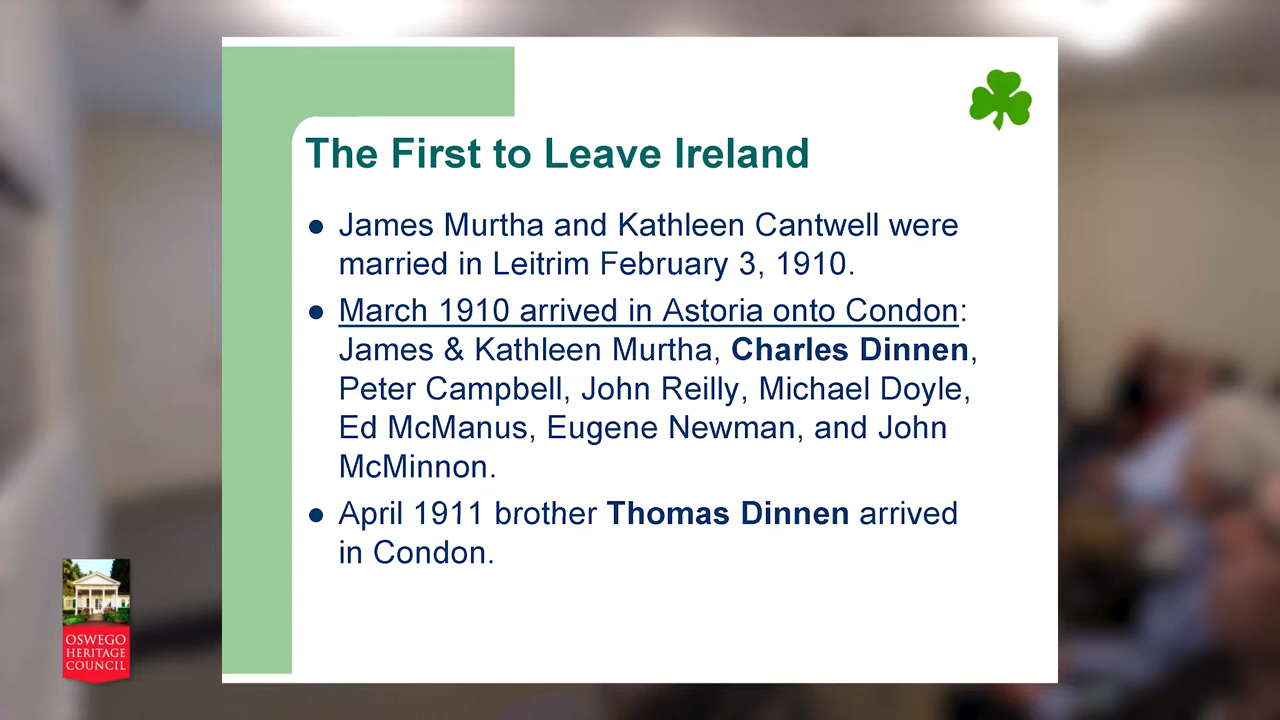 The First to Leave Ireland
● James Murtha and Kathleen Cantwell were
married in Leitrim February 3, 1910.
● March 1910 arrived in Astoria onto Condon:
James & Kathleen Murtha, Charles Dinnen,
Peter Campbell, John Reilly, Michael Doyle,
Ed McManus, Eugene Newman, and John
McMinnon.
● April 1911 brother Thomas Dinnen arrived
in Condon.
OSWEGO
HERITAGE
COUNCIL